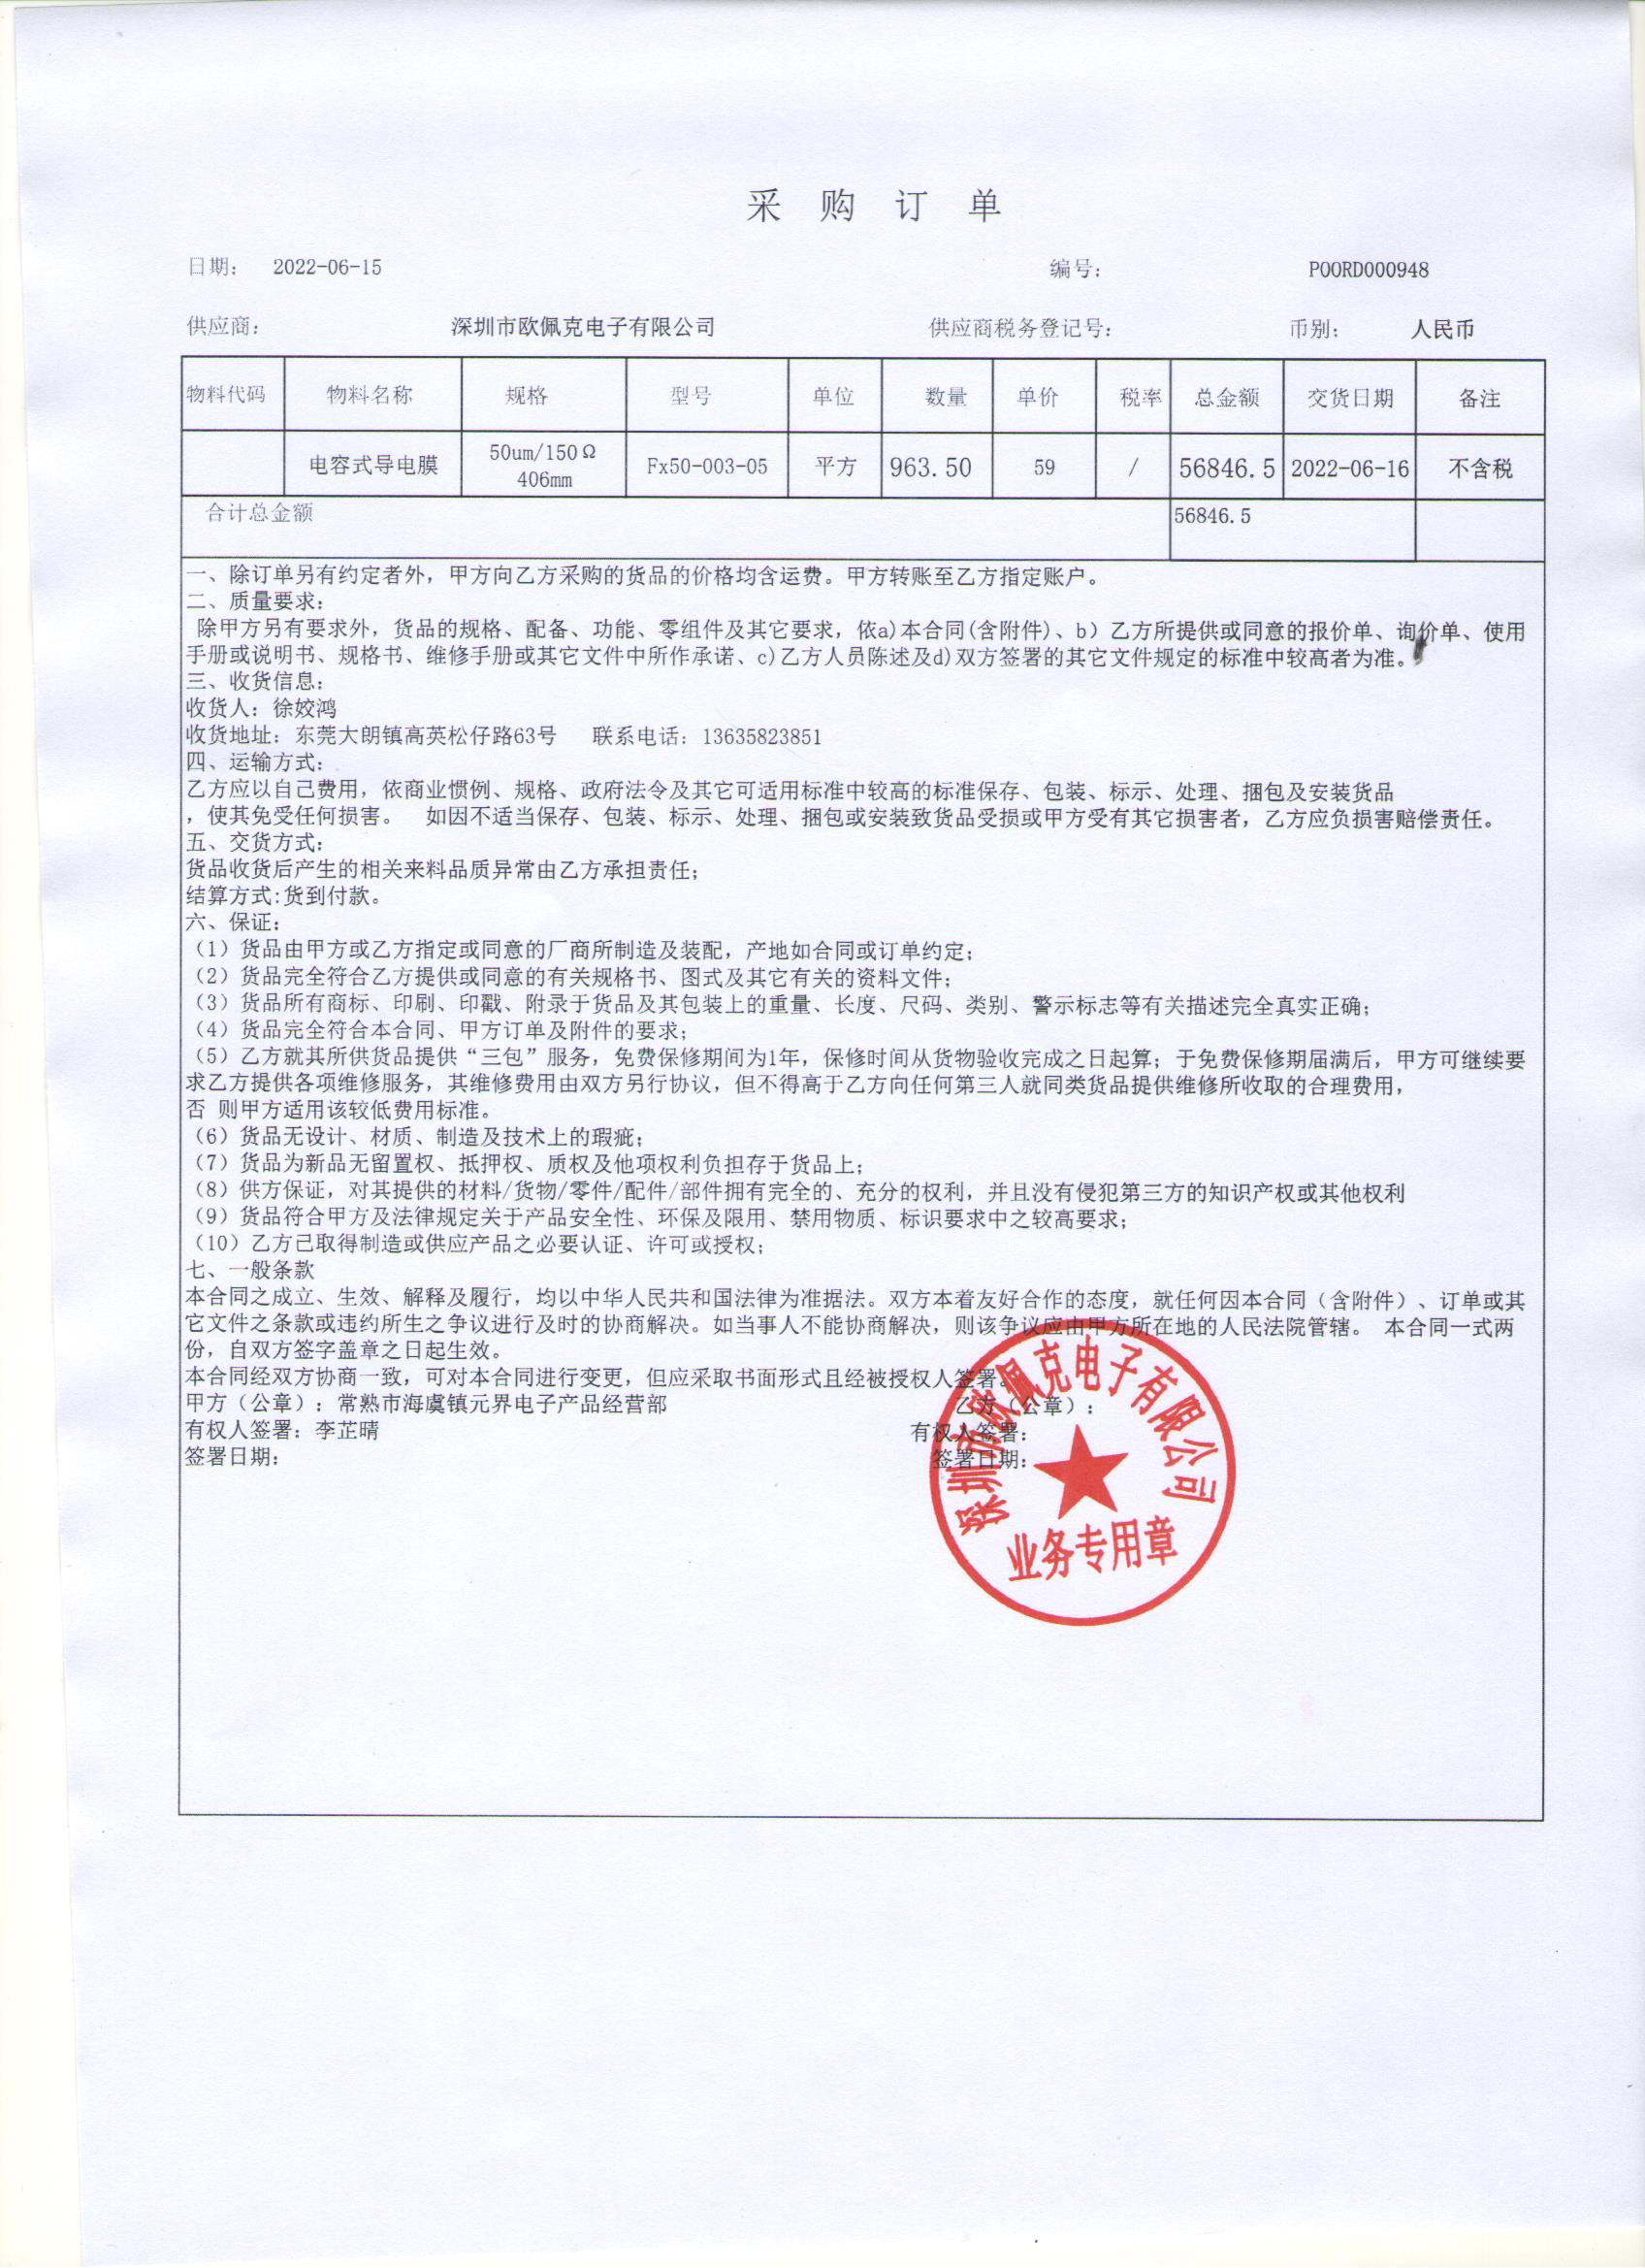 采 购 订 单
日期： 2022-06-15 编号： POORD000948
供应商： 深圳市欧佩克电子有限公司 供应商税务登记号： 币别： 人民币
物料代码 物料名称 规格 型号 单位 数量 单价 税率 总金额 交货日期 备注
电容式导电膜 50um/150Ω 406mm Fx50-003-05 平方 963.50 59 / 56846.5 2022-06-16 不含税
合计总金额 56846.5
一、除订单另有约定者外，甲方向乙方采购的货品的价格均含运费。甲方转账至乙方指定账户。
二、质量要求：
除甲方另有要求外，货品的规格、配备、功能、零组件及其它要求，依a)本合同(含附件)、b）乙方所提供或同意的报价单、询价单、使用
手册或说明书、规格书、维修手册或其它文件中所作承诺、c)乙方人员陈述及d)双方签署的其它文件规定的标准中较高者为准。
三、收货信息：
收货人：徐姣鸿
收货地址：东莞大朗镇高英松仔路63号 联系电话：13635823851
四、运输方式：
乙方应以自己费用，依商业惯例、规格、政府法令及其它可适用标准中较高的标准保存、包装、标示、处理、捆包及安装货品
，使其免受任何损害。 如因不适当保存、包装、标示、处理、捆包或安装致货品受损或甲方受有其它损害者，乙方应负损害赔偿责任。
五、交货方式：
货品收货后产生的相关来料品质异常由乙方承担责任；
结算方式:货到付款。
六、保证：
（1）货品由甲方或乙方指定或同意的厂商所制造及装配，产地如合同或订单约定；
（2）货品完全符合乙方提供或同意的有关规格书、图式及其它有关的资料文件；
（3）货品所有商标、印刷、印戳、附录于货品及其包装上的重量、长度、尺码、类别、警示标志等有关描述完全真实正确；
（4）货品完全符合本合同、甲方订单及附件的要求；
（5）乙方就其所供货品提供“三包”服务，免费保修期间为1年，保修时间从货物验收完成之日起算；于免费保修期届满后，甲方可继续要
求乙方提供各项维修服务，其维修费用由双方另行协议，但不得高于乙方向任何第三人就同类货品提供维修所收取的合理费用，
否 则甲方适用该较低费用标准。
（6）货品无设计、材质、制造及技术上的瑕疵；
（7）货品为新品无留置权、抵押权、质权及他项权利负担存于货品上；
（8）供方保证，对其提供的材料/货物/零件/配件/部件拥有完全的、充分的权利，并且没有侵犯第三方的知识产权或其他权利
（9）货品符合甲方及法律规定关于产品安全性、环保及限用、禁用物质、标识要求中之较高要求；
（10）乙方已取得制造或供应产品之必要认证、许可或授权；
七、一般条款
本合同之成立、生效、解释及履行，均以中华人民共和国法律为准据法。双方本着友好合作的态度，就任何因本合同（含附件）、订单或其
它文件之条款或违约所生之争议进行及时的协商解决。如当事人不能协商解决，则该争议应由甲方所在地的人民法院管辖。 本合同一式两
份，自双方签字盖章之日起生效。
本合同经双方协商一致，可对本合同进行变更，但应采取书面形式且经被授权人签署。
甲方（公章）：常熟市海虞镇元界电子产品经营部 乙方（公章）：
有权人签署：李芷晴 有权人签署：
签署日期： 签署日期：
深圳市欧佩克电子有限公司
业务专用章